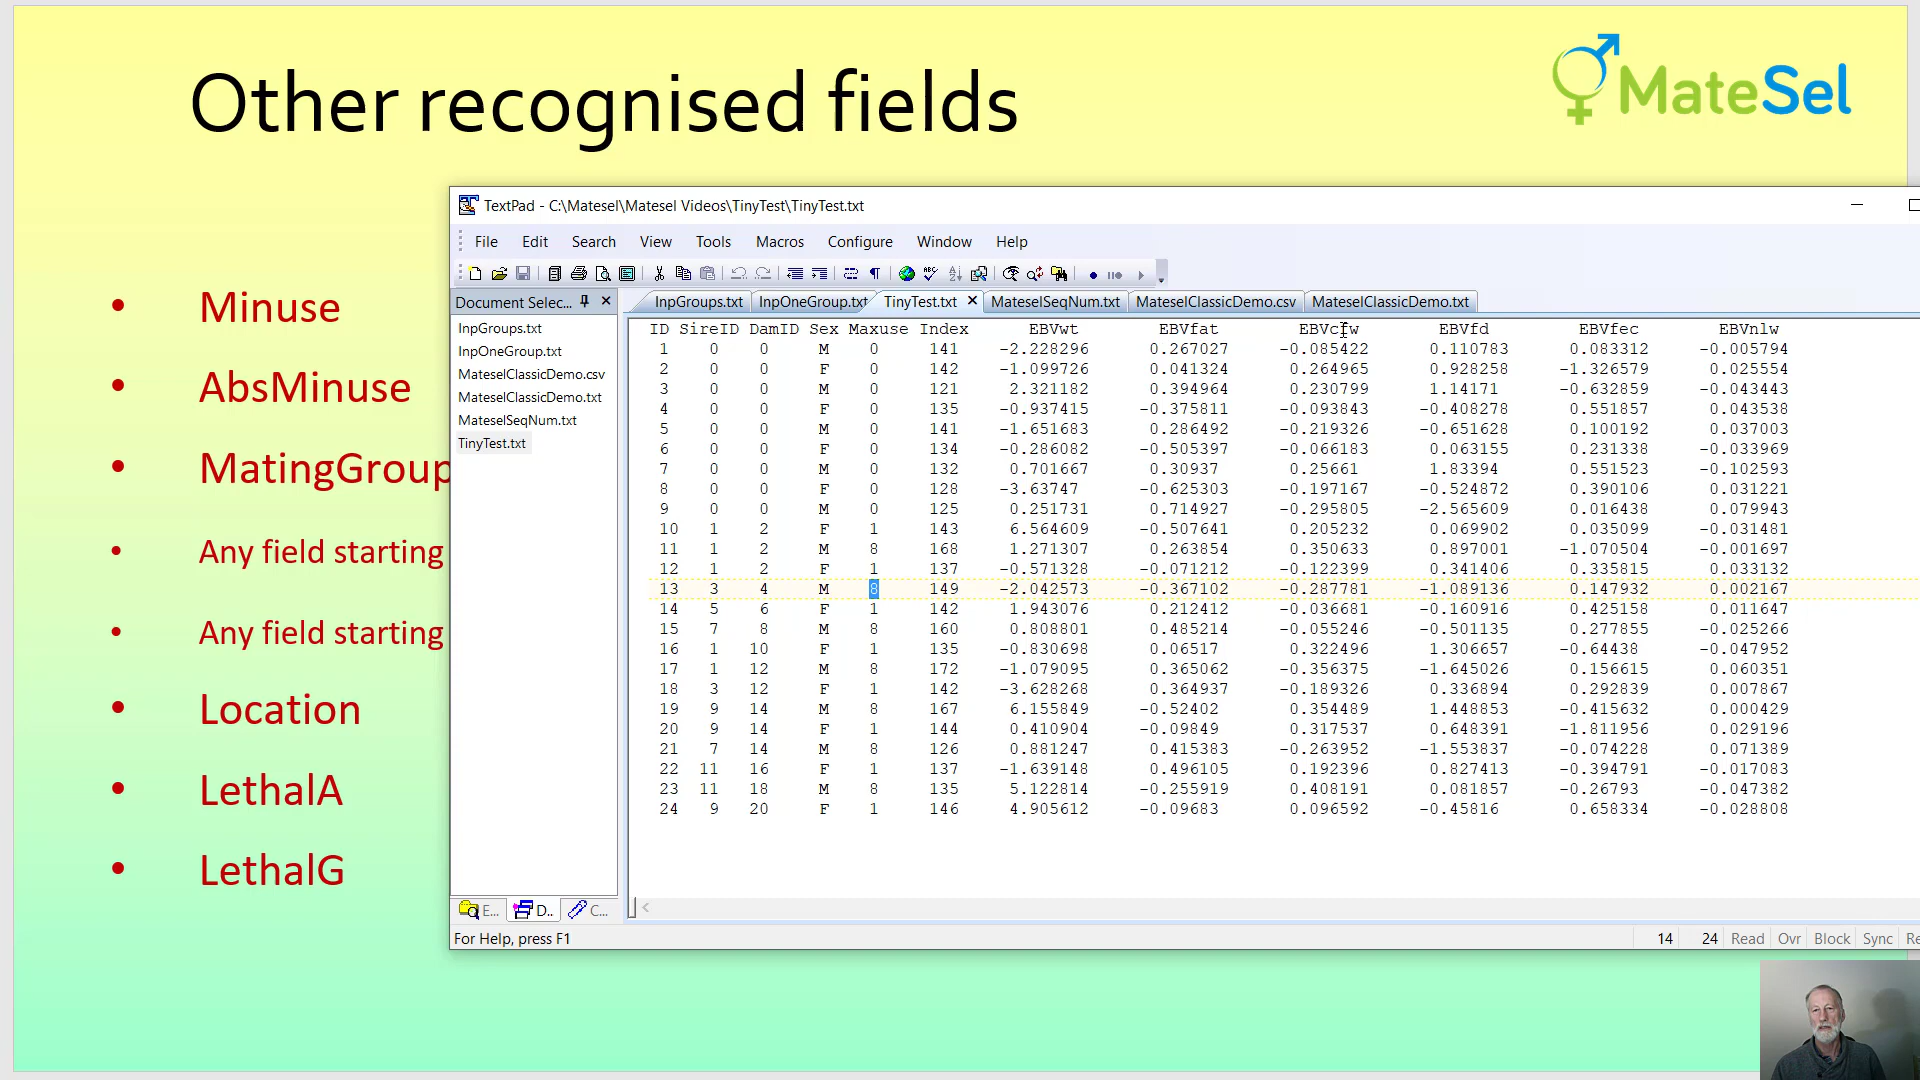 Other recognised fields
MateSel
Minuse
AbsMinuse
MatingGroup
Any field starting
Any field starting
Location
LethalA
LethalG
TextPad - C:\Matesel\Matesel Videos\TinyTest\TinyTest.txt
File Edit Search View Tools Macros Configure Window Help
Document Selec...
InpGroups.txt
InpOneGroup.txt
MateselClassicDemo.csv
MateselClassicDemo.txt
MateselSeqNum.txt
TinyTest.txt
E... D.. C...
InpGroups.txt InpOneGroup.txt TinyTest.txt MateselSeqNum.txt MateselClassicDemo.csv MateselClassicDemo.txt
ID SireID DamID Sex Maxuse Index EBVwt EBVfat EBVcfw EBVfd EBVfec EBVnlw
1 0 0 M 0 141 -2.228296 0.267027 -0.085422 0.110783 0.083312 -0.005794
2 0 0 F 0 142 -1.099726 0.041324 0.264965 0.928258 -1.326579 0.025554
3 0 0 M 0 121 2.321182 0.394964 0.230799 1.14171 -0.632859 -0.043443
4 0 0 F 0 135 -0.937415 -0.375811 -0.093843 -0.408278 0.551857 0.043538
5 0 0 M 0 141 -1.651683 0.286492 -0.219326 -0.651628 0.100192 0.037003
6 0 0 F 0 134 -0.286082 -0.505397 -0.066183 0.063155 0.231338 -0.033969
7 0 0 M 0 132 0.701667 0.30937 0.25661 1.83394 0.551523 -0.102593
8 0 0 F 0 128 -3.63747 -0.625303 -0.197167 -0.524872 0.390106 0.031221
9 0 0 M 0 125 0.251731 0.714927 -0.295805 -2.565609 0.016438 0.079943
10 1 2 F 1 143 6.564609 -0.507641 0.205232 0.069902 0.035099 -0.031481
11 1 2 M 8 168 1.271307 0.263854 0.350633 0.897001 -1.070504 -0.001697
12 1 2 F 1 137 -0.571328 -0.071212 -0.122399 0.341406 0.335815 0.033132
13 3 4 M 8 149 -2.042573 -0.367102 -0.287781 -1.089136 0.147932 0.002167
14 5 6 F 1 142 1.943076 0.212412 -0.036681 -0.160916 0.425158 0.011647
15 7 8 M 8 160 0.808801 0.485214 -0.055246 -0.501135 0.277855 -0.025266
16 1 10 F 1 135 -0.830698 0.06517 0.322496 1.306657 -0.64438 -0.047952
17 1 12 M 8 172 -1.079095 0.365062 -0.356375 -1.645026 0.156615 0.060351
18 3 12 F 1 142 -3.628268 0.364937 -0.189326 0.336894 0.292839 0.007867
19 9 14 M 8 167 6.155849 -0.52402 0.354489 1.448853 -0.415632 0.000429
20 9 14 F 1 144 0.410904 -0.09849 0.317537 0.648391 -1.811956 0.029196
21 7 14 M 8 126 0.881247 0.415383 -0.263952 -1.553837 -0.074228 0.071389
22 11 16 F 1 137 -1.639148 0.496105 0.192396 0.827413 -0.394791 -0.017083
23 11 18 M 8 135 5.122814 -0.255919 0.408191 0.081857 -0.26793 -0.047382
24 9 20 F 1 146 4.905612 -0.09683 0.096592 -0.45816 0.658334 -0.028808
For Help, press F1
14 24 Read Ovr Block Sync Re